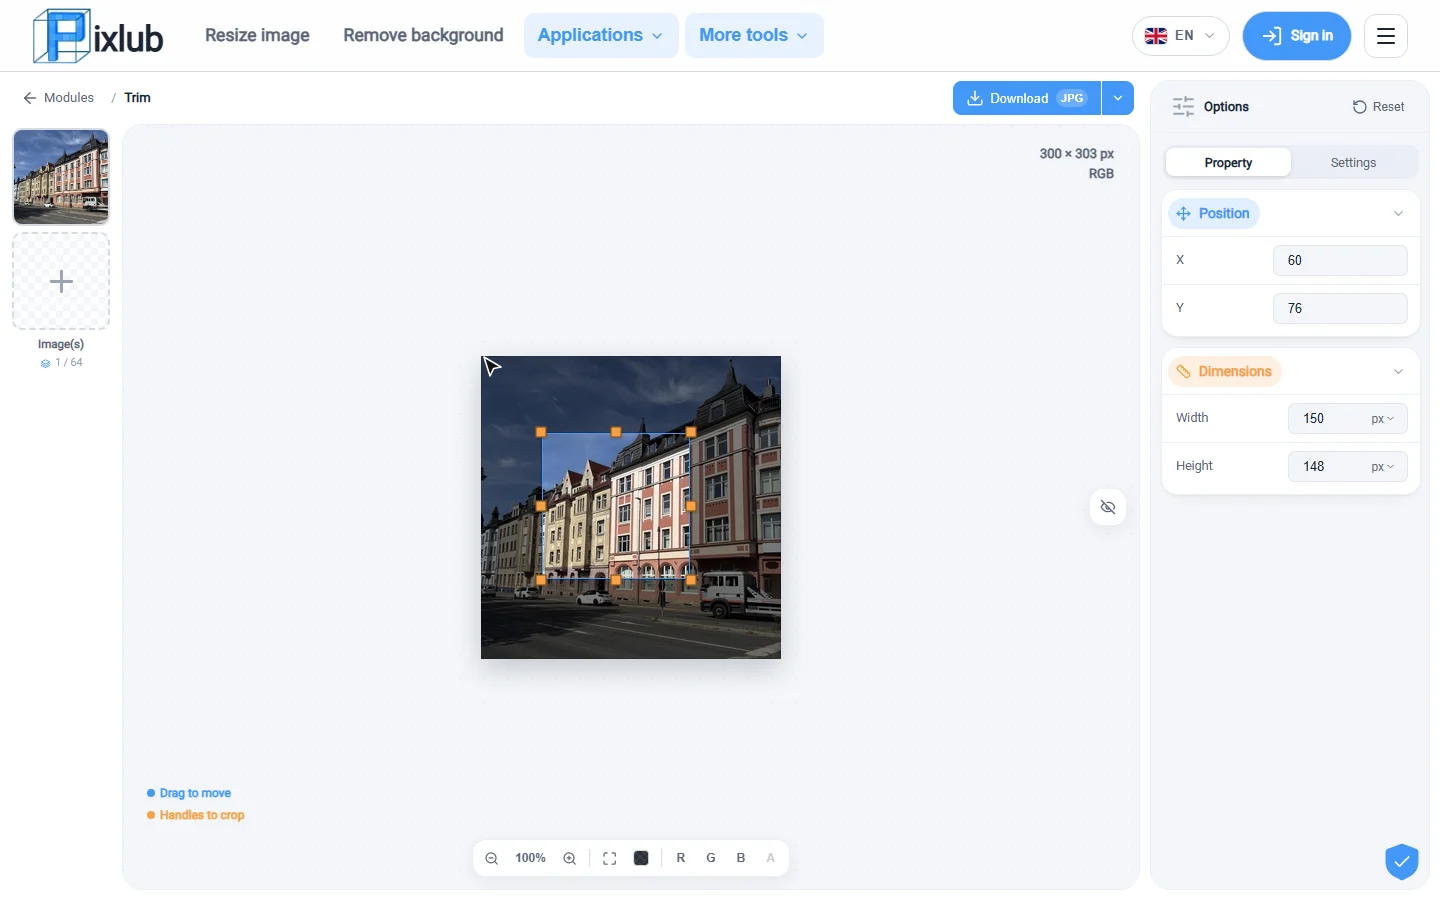 Pixlub
Resize image
Remove background
Applications
More tools
EN
Sign in
Modules / Trim
Download JPG
Options
Reset
300 × 303 px
RGB
Property
Settings
Position
X
60
Y
76
Image(s)
1 / 64
Dimensions
Width
150
px
Height
148
px
Drag to move
Handles to crop
100%
R
G
B
A